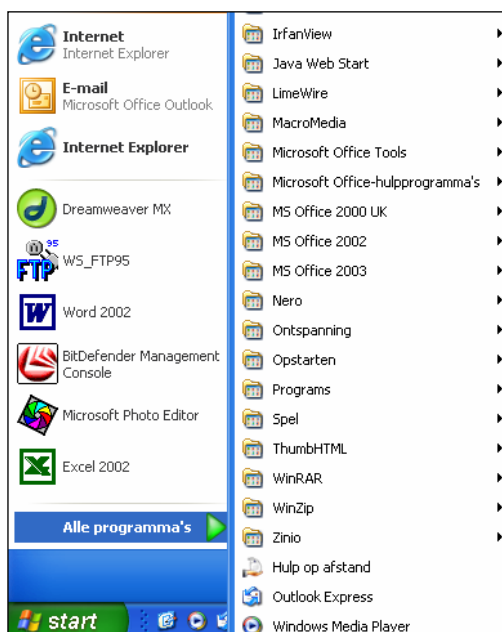 Internet
Internet Explorer
E-mail
Microsoft Office Outlook
Internet Explorer
Dreamweaver MX
95
FTP
WS_FTP95
W
Word 2002
BitDefender Management
Console
Microsoft Photo Editor
Excel 2002
Alle programma's
start
IrfanView
Java Web Start
LimeWire
MacroMedia
Microsoft Office Tools
Microsoft Office-hulpprogramma's
MS Office 2000 UK
MS Office 2002
MS Office 2003
Nero
Ontspanning
Opstarten
Programs
Spel
ThumbHTML
WinRAR
WinZip
Zinio
Hulp op afstand
Outlook Express
Windows Media Player